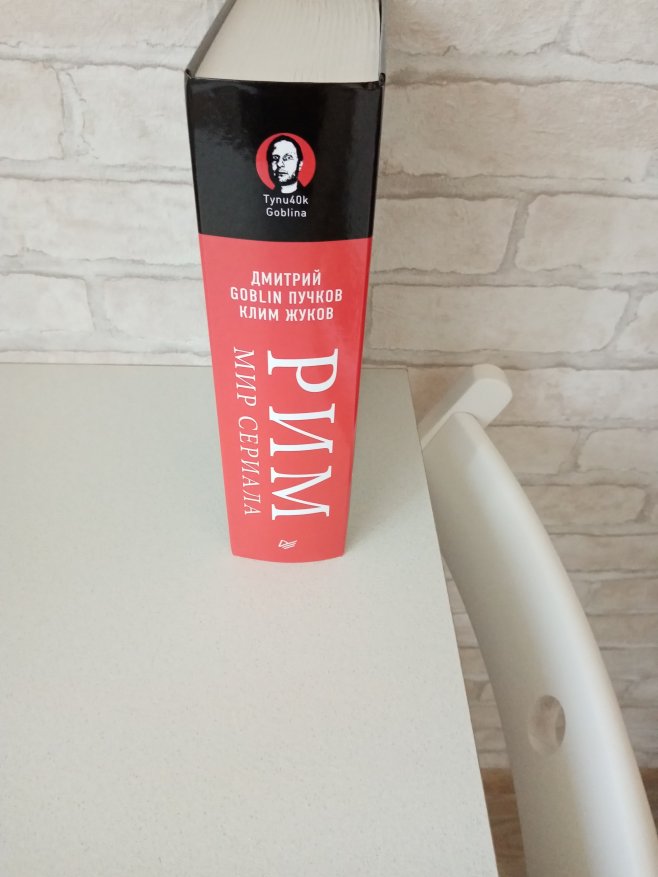 Tynu40k
Goblina
ДМИТРИЙ
GOBLIN ПУЧКОВ
КЛИМ ЖУКОВ
РИМ
МИР СЕРИАЛА